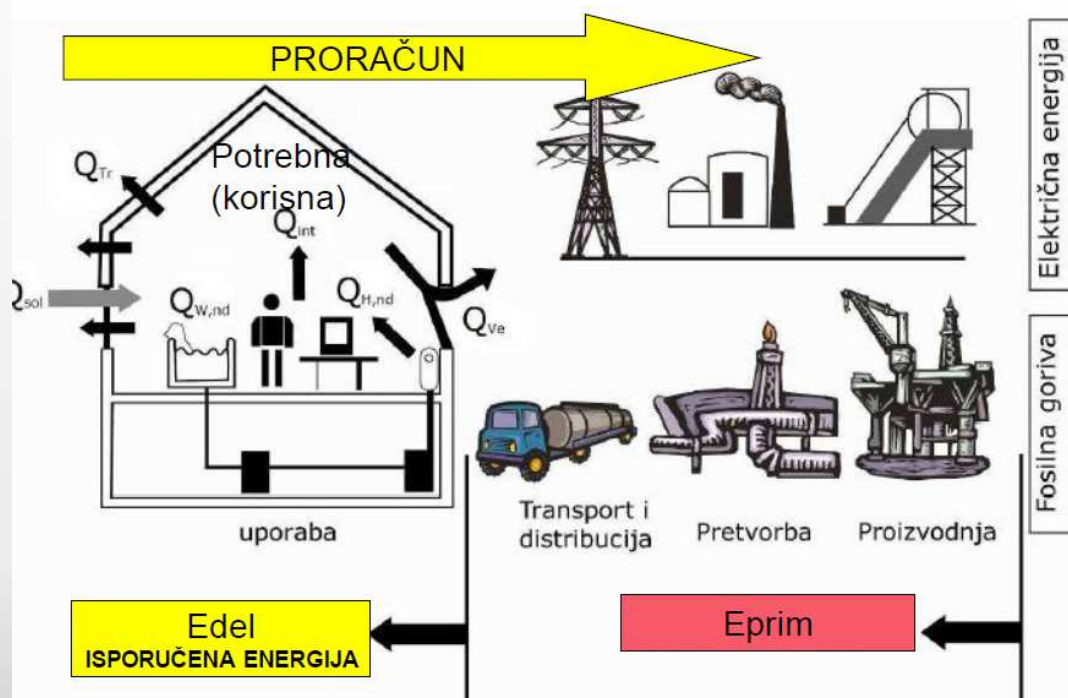 PRORAČUN
Potrebna
(korisna)
QTr
Qint
Qsol
QW,nd
QH,nd
QVe
uporaba
Električna energija
Fosilna goriva
Transport i
distribucija
Pretvorba
Proizvodnja
Edel
ISPORUČENA ENERGIJA
Eprim